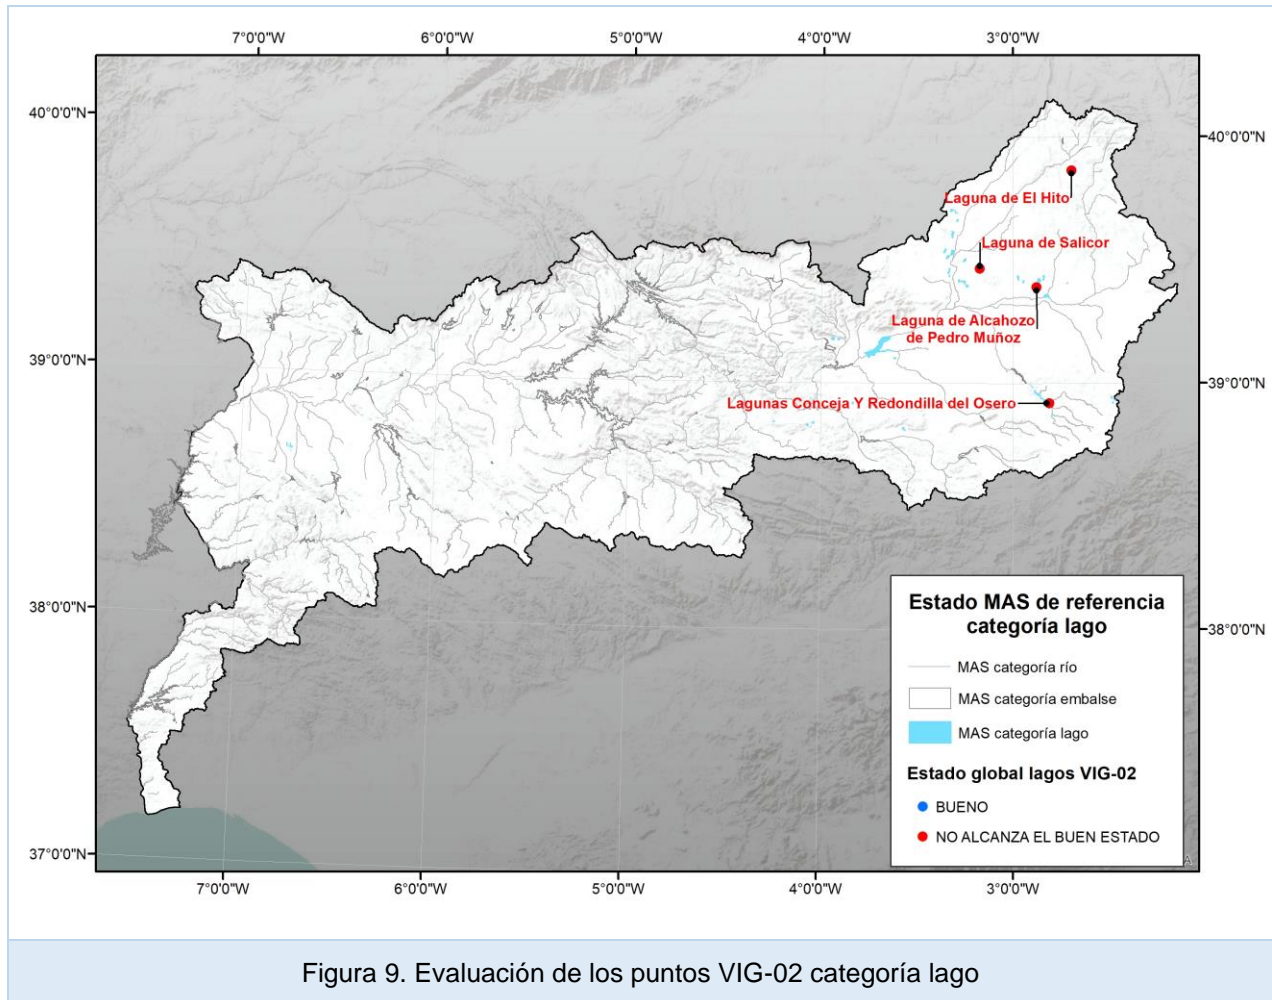 7°0'0"W
6°0'0"W
5°0'0"W
4°0'0"W
3°0'0"W
40°0'0"N
40°0'0"N
Laguna de El Hito
Laguna de Salicor
Laguna de Alcahozo
de Pedro Muñoz
39°0'0"N
39°0'0"N
Lagunas Conceja Y Redondilla del Osero
Estado MAS de referencia
categoría lago
MAS categoría río
MAS categoría embalse
MAS categoría lago
Estado global lagos VIG-02
BUENO
NO ALCANZA EL BUEN ESTADO
A
38°0'0"N
38°0'0"N
37°0'0"N
7°0'0"W
6°0'0"W
5°0'0"W
4°0'0"W
3°0'0"W
Figura 9. Evaluación de los puntos VIG-02 categoría lago